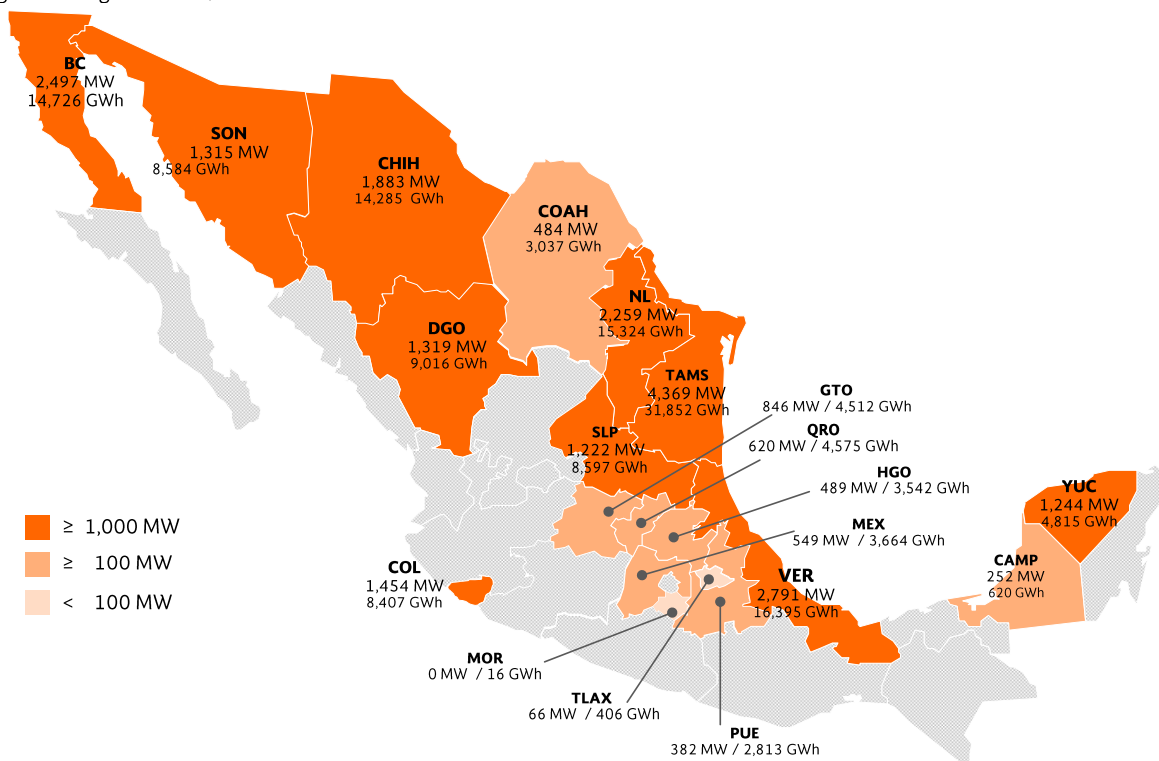 BC
2,497 MW
14,726 GWh
SON
1,315 MW
8,584 GWh
CHIH
1,883 MW
14,285 GWh
COAH
484 MW
3,037 GWh
NL
2,259 MW
15,324 GWh
DGO
1,319 MW
9,016 GWh
TAMS
4,369 MW
31,852 GWh
GTO
846 MW / 4,512 GWh
QRO
620 MW / 4,575 GWh
SLP
1,222 MW
8,597 GWh
HGO
489 MW / 3,542 GWh
YUC
1,244 MW
4,815 GWh
MEX
549 MW / 3,664 GWh
≥ 1,000 MW
≥ 100 MW
< 100 MW
COL
1,454 MW
8,407 GWh
VER
2,791 MW
16,395 GWh
CAMP
252 MW
620 GWh
MOR
0 MW / 16 GWh
TLAX
66 MW / 406 GWh
PUE
382 MW / 2,813 GWh